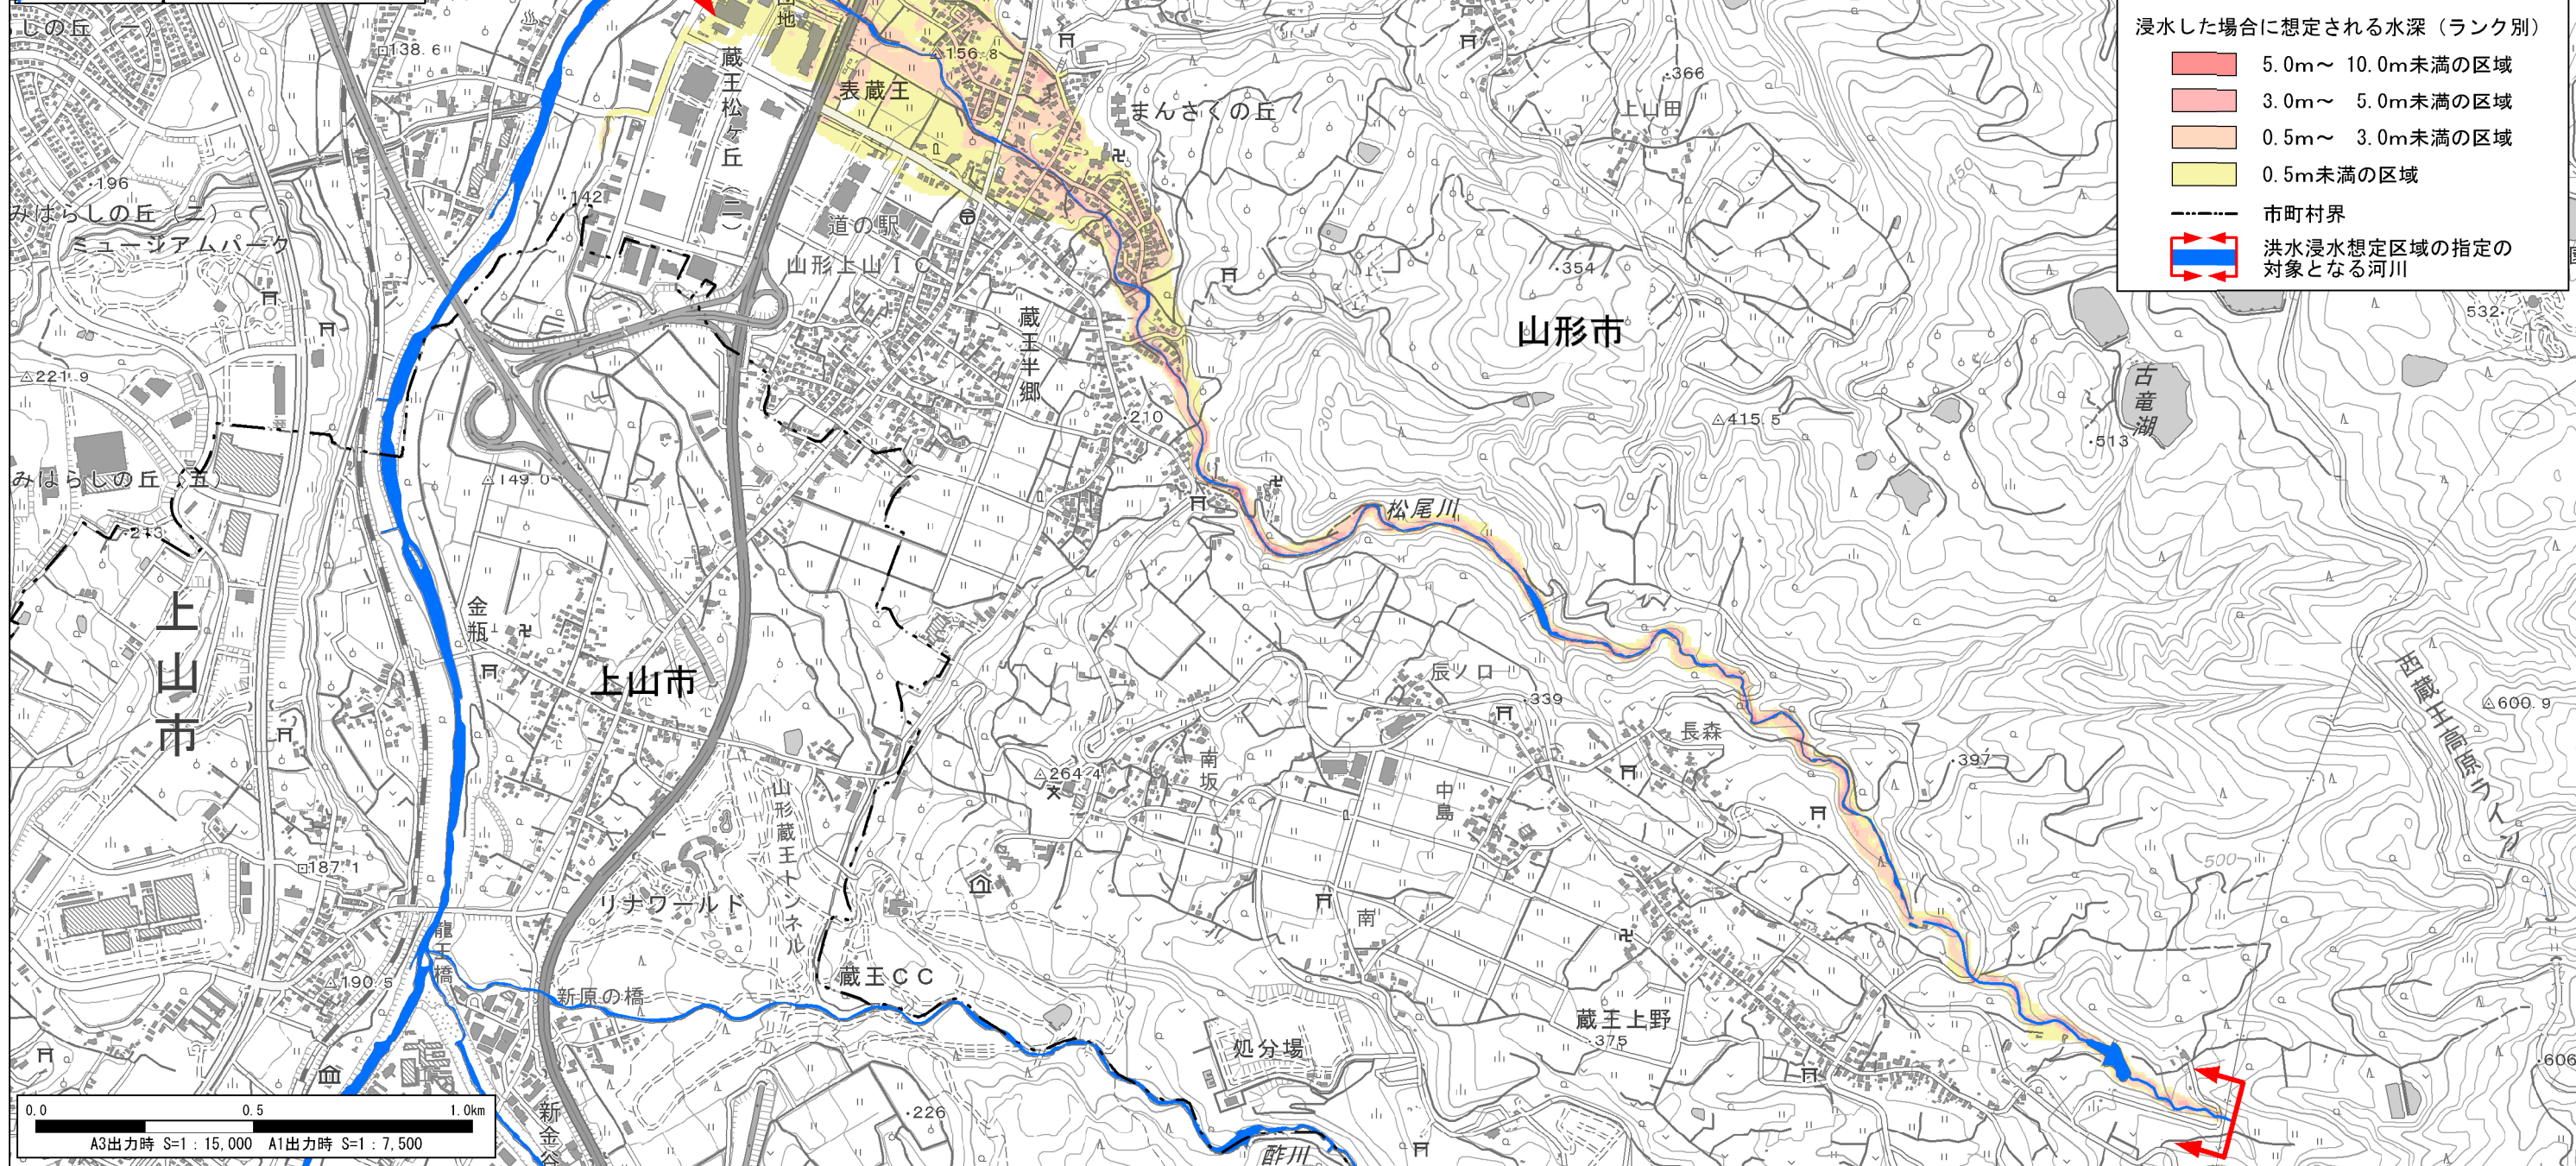 浸水した場合に想定される水深（ランク別）
5.0m～ 10.0m未満の区域
3.0m～ 5.0m未満の区域
0.5m～ 3.0m未満の区域
0.5m未満の区域
市町村界
洪水浸水想定区域の指定の
対象となる河川
138.6
156.8
蔵王松ヶ丘（二）
表蔵王
まんさくの丘
366
上山田
450
196
みはらしの丘（二）
ミュージアムパーク
142
道の駅
山形上山IC
354
山形市
532
蔵王半郷
221.9
古竜湖
300
210
415.5
513
みはらしの丘（五）
149.0
松尾川
213
上山市
金瓶
上山市
西蔵王高原ライン
辰ノ口
339
600.9
長森
南坂
264.4
中島
397
山形蔵王トンネル
187.1
リナワールド
500
南
龍王橋
190.5
新原の橋
蔵王CC
蔵王上野
375
処分場
606
226
新金谷
酢川
0.0 0.5 1.0km
A3出力時 S=1：15,000 A1出力時 S=1：7,500